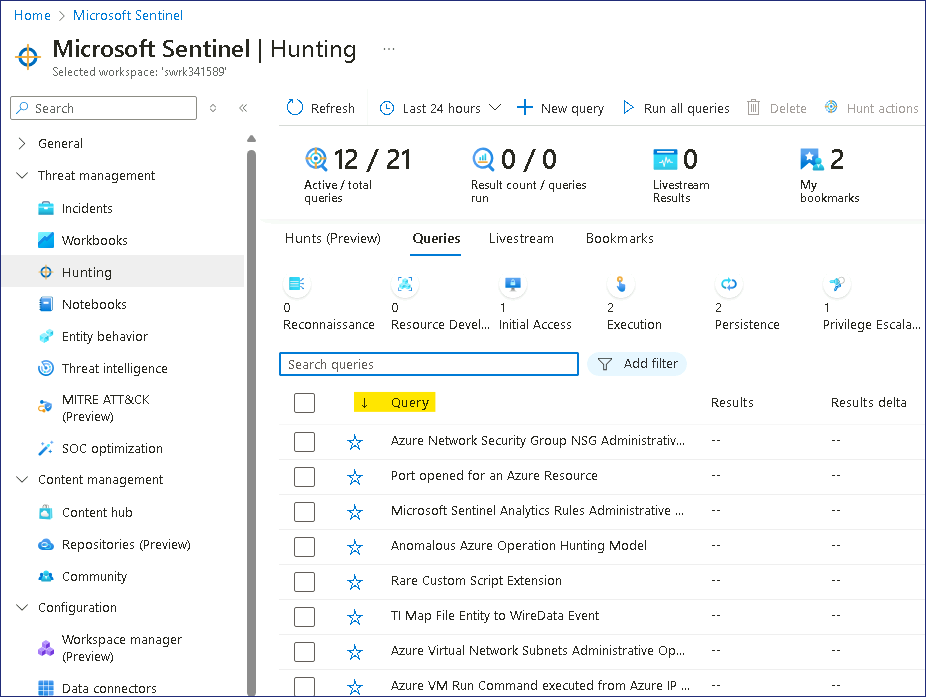 Home > Microsoft Sentinel
Microsoft Sentinel | Hunting ...
Selected workspace: 'swrk341589'
Search
General
Threat management
Incidents
Workbooks
Hunting
Notebooks
Entity behavior
Threat intelligence
MITRE ATT&CK
(Preview)
SOC optimization
Content management
Content hub
Repositories (Preview)
Community
Configuration
Workspace manager
(Preview)
Data connectors
Refresh Last 24 hours New query Run all queries Delete Hunt actions
12 / 21
Active / total
queries
0 / 0
Result count / queries
run
0
Livestream
Results
2
My
bookmarks
Hunts (Preview) Queries Livestream Bookmarks
0
Reconnaissance
0
Resource Devel...
1
Initial Access
2
Execution
2
Persistence
1
Privilege Escala...
Search queries
Add filter
↓ Query Results Results delta
Azure Network Security Group NSG Administrativ... -- --
Port opened for an Azure Resource -- --
Microsoft Sentinel Analytics Rules Administrative ... -- --
Anomalous Azure Operation Hunting Model -- --
Rare Custom Script Extension -- --
TI Map File Entity to WireData Event -- --
Azure Virtual Network Subnets Administrative Op... -- --
Azure VM Run Command executed from Azure IP ... -- --